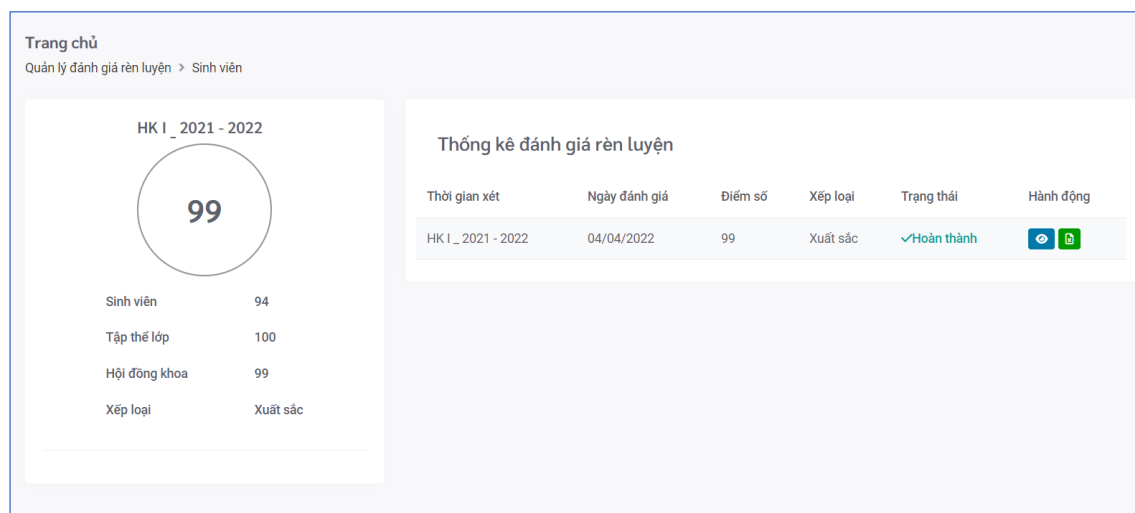 Trang chủ
Quản lý đánh giá rèn luyện > Sinh viên
HK I _ 2021 - 2022
99
Sinh viên 94
Tập thể lớp 100
Hội đồng khoa 99
Xếp loại Xuất sắc
Thống kê đánh giá rèn luyện
Thời gian xét Ngày đánh giá Điểm số Xếp loại Trạng thái Hành động
HK I _ 2021 - 2022 04/04/2022 99 Xuất sắc ✓Hoàn thành